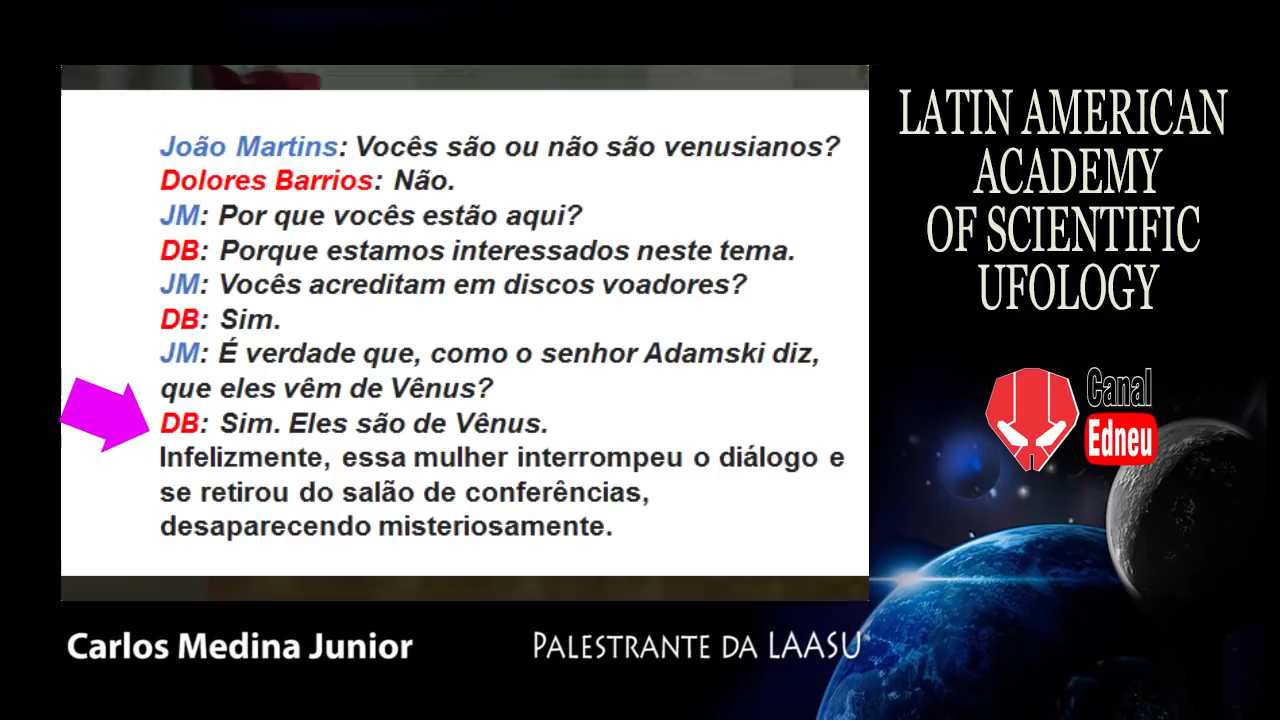 João Martins: Vocês são ou não são venusianos?
Dolores Barrios: Não.
JM: Por que vocês estão aqui?
DB: Porque estamos interessados neste tema.
JM: Vocês acreditam em discos voadores?
DB: Sim.
JM: É verdade que, como o senhor Adamski diz,
que eles vêm de Vênus?
DB: Sim. Eles são de Vênus.
Infelizmente, essa mulher interrompeu o diálogo e
se retirou do salão de conferências,
desaparecendo misteriosamente.
LATIN AMERICAN
ACADEMY
OF SCIENTIFIC
UFOLOGY
Canal
Edneu
Carlos Medina Junior
PALESTRANTE DA LAASU